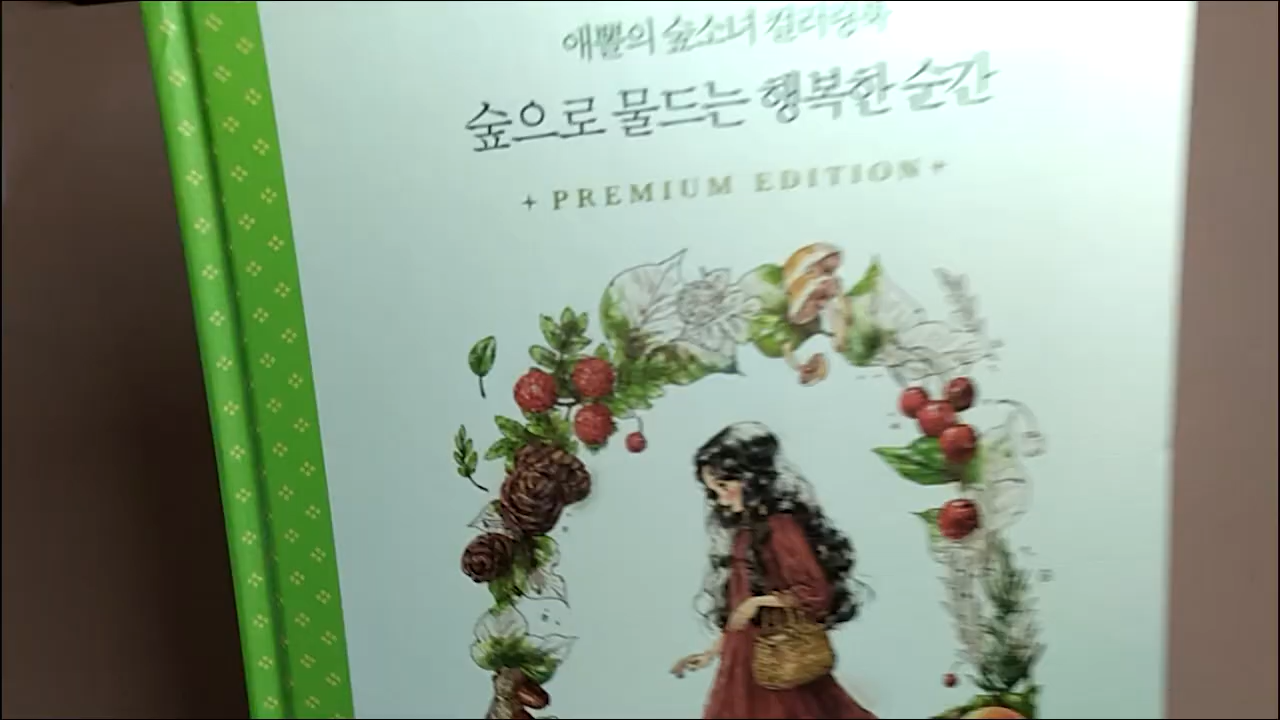 애뽈의 숲소녀 컬러링북
숲으로 물드는 행복한 순간
+ PREMIUM EDITION +